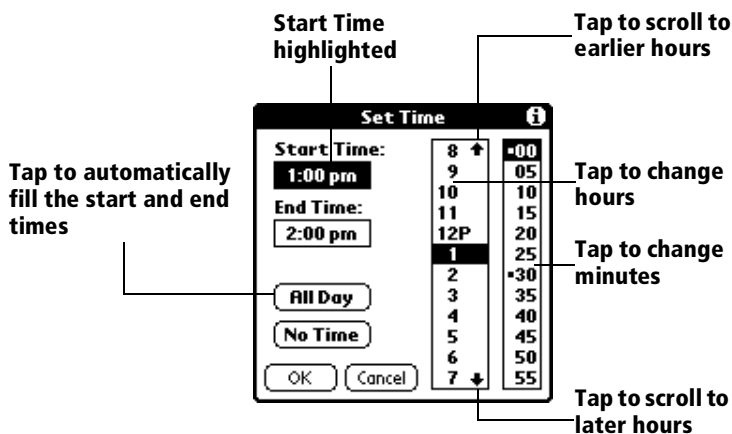 Start Time
highlighted
Tap to scroll to
earlier hours
Set Time
Start Time:
1:00 pm
End Time:
2:00 pm
All Day
No Time
OK
Cancel
8
9
10
11
12P
1
2
3
4
5
6
7
00
05
10
15
20
25
30
35
40
45
50
55
Tap to automatically
fill the start and end
times
Tap to change
hours
Tap to change
minutes
Tap to scroll to
later hours